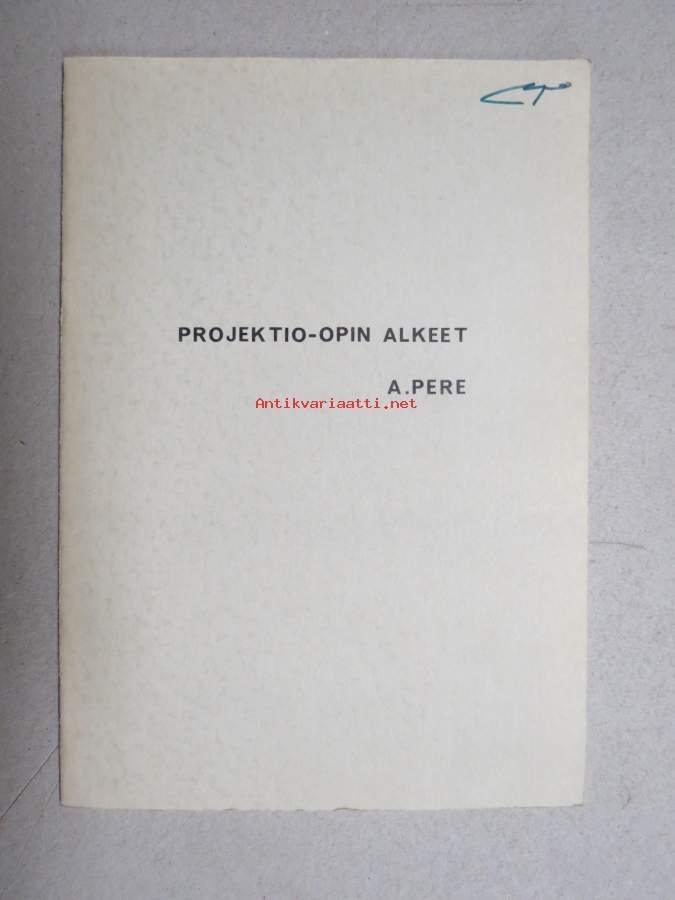 PROJEKTIO-OPIN ALKEET
A.PERE
Antikvariaatti.net